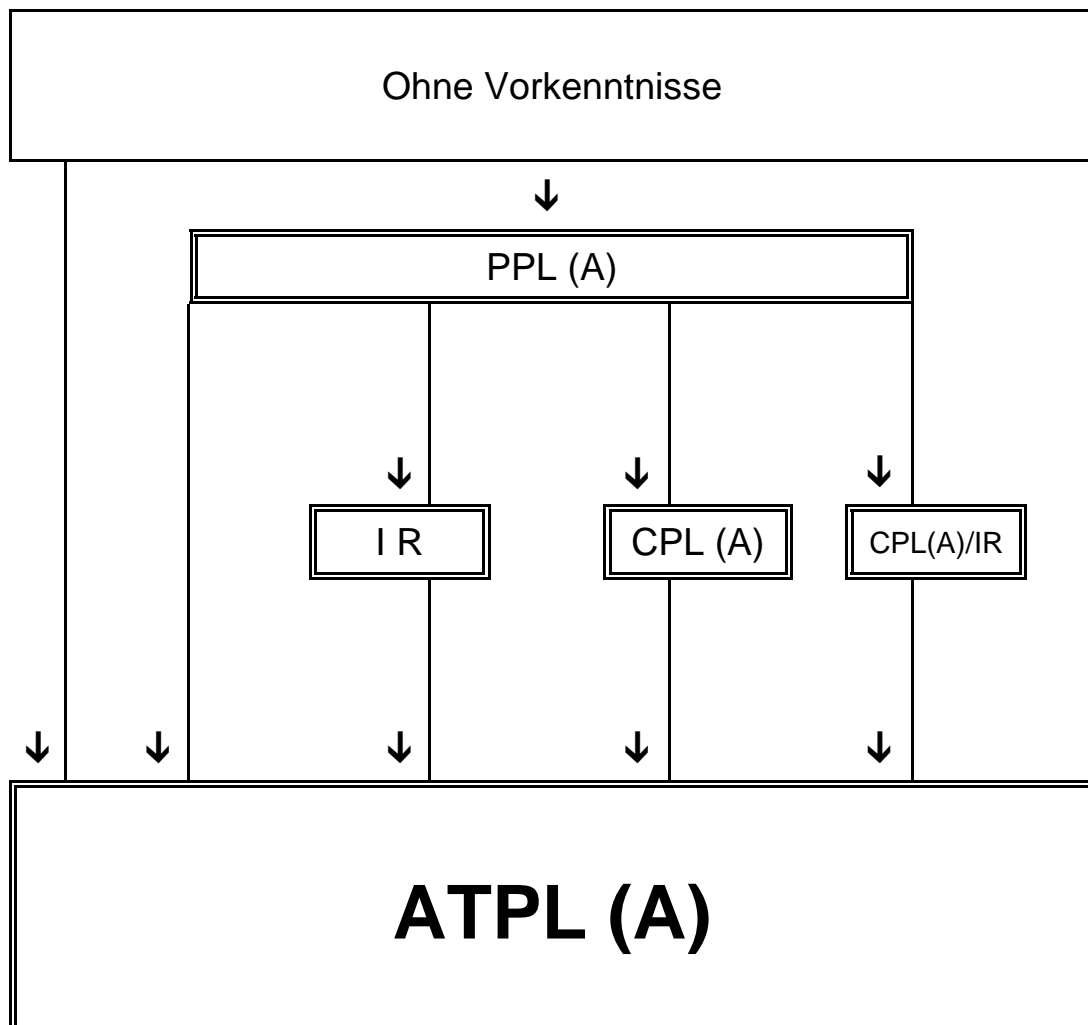 Ohne Vorkenntnisse
PPL (A)
I R
CPL (A)
CPL(A)/IR
ATPL (A)